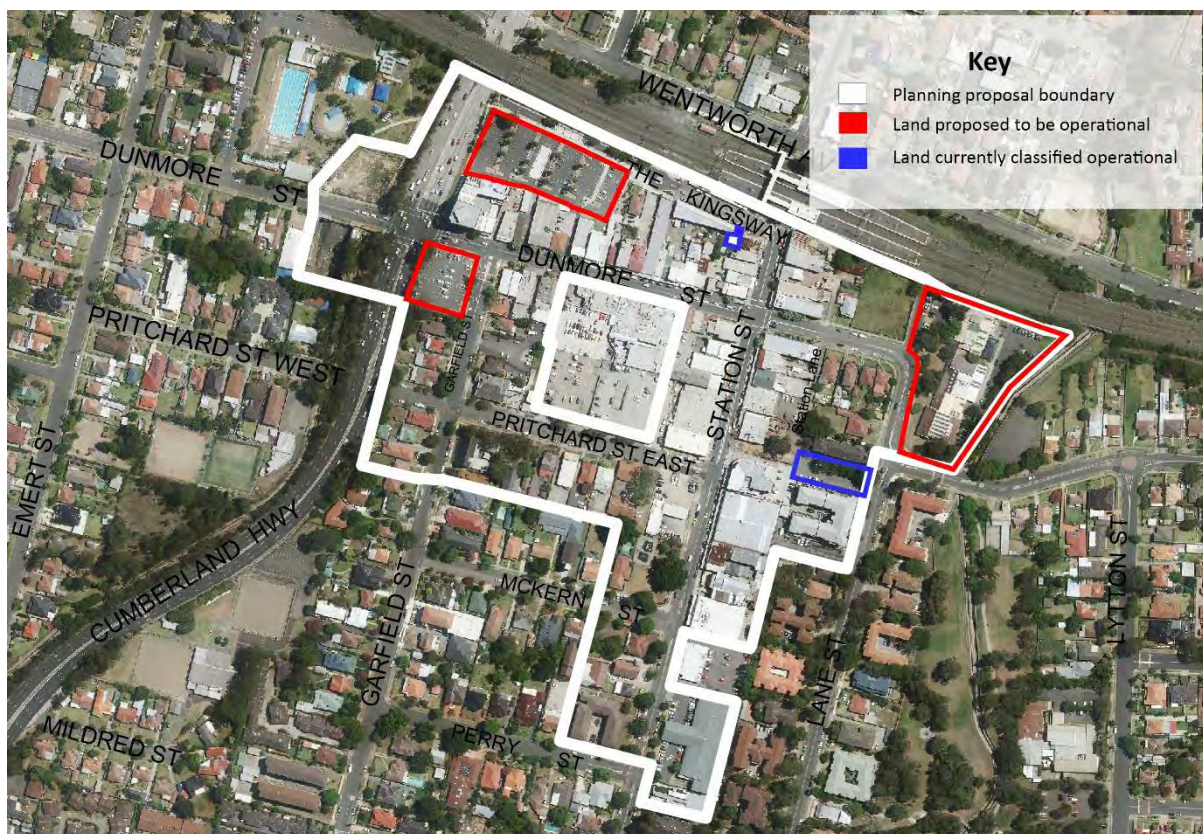 Key
Planning proposal boundary
Land proposed to be operational
Land currently classified operational
WENTWORTH A
DUNMORE ST
THE KINGSWAY
DUNMORE ST
PRITCHARD ST WEST
GARFIELD ST
STATION ST
Station Lane
PRITCHARD ST EAST
EMERT ST
CUMBERLAND HWY
GARFIELD ST
MCKERN ST
LANE ST
LYTTON ST
MILDRED ST
PERRY ST